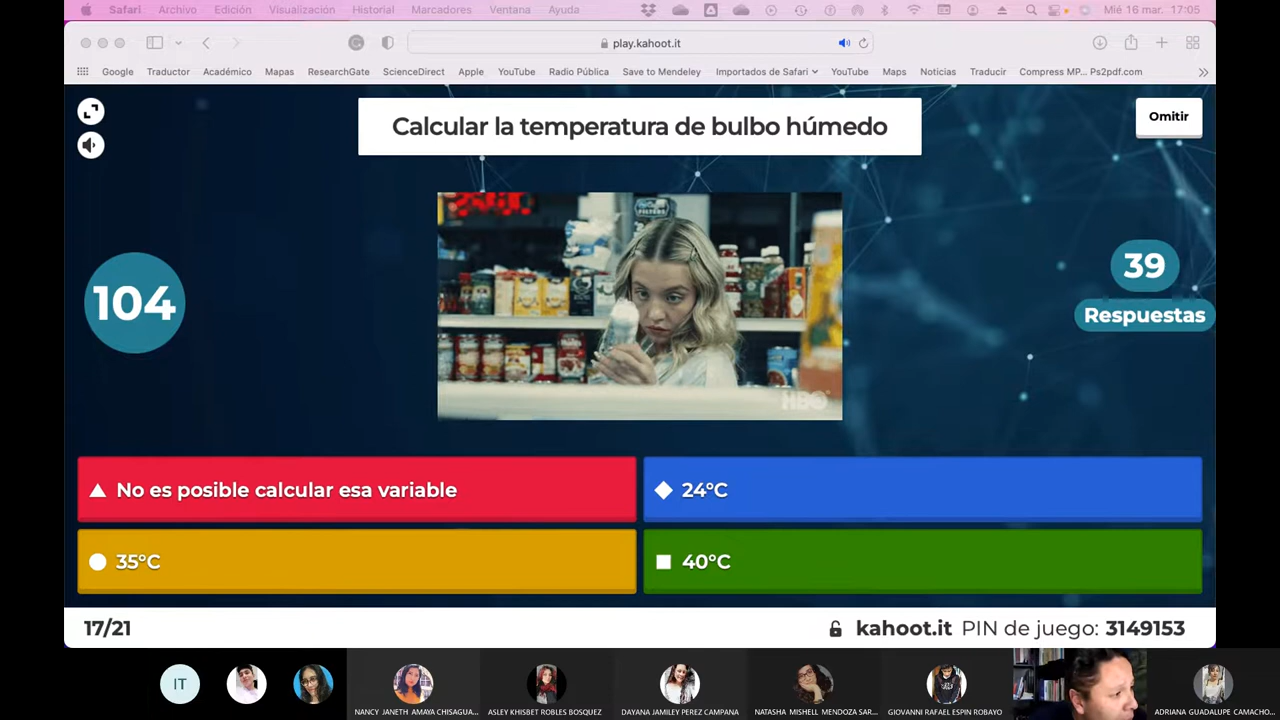 Safari Archivo Edición Visualización Historial Marcadores Ventana Ayuda Mié 16 mar. 17:05
play.kahoot.it
Google Traductor Académico Mapas ResearchGate ScienceDirect Apple YouTube Radio Pública Save to Mendeley Importados de Safari YouTube Maps Noticias Traducir Compress MP... Ps2pdf.com
Calcular la temperatura de bulbo húmedo
Omitir
104
39
Respuestas
FILTERS
HBO
No es posible calcular esa variable
24°C
35°C
40°C
17/21
kahoot.it PIN de juego: 3149153
IT
NANCY JANETH AMAYA CHISAGUA...
ASLEY KHISBET ROBLES BOSQUEZ
DAYANA JAMILEY PEREZ CAMPANA
NATASHA MISHELL MENDOZA SAR...
GIOVANNI RAFAEL ESPIN ROBAYO
ADRIANA GUADALUPE CAMACHO...